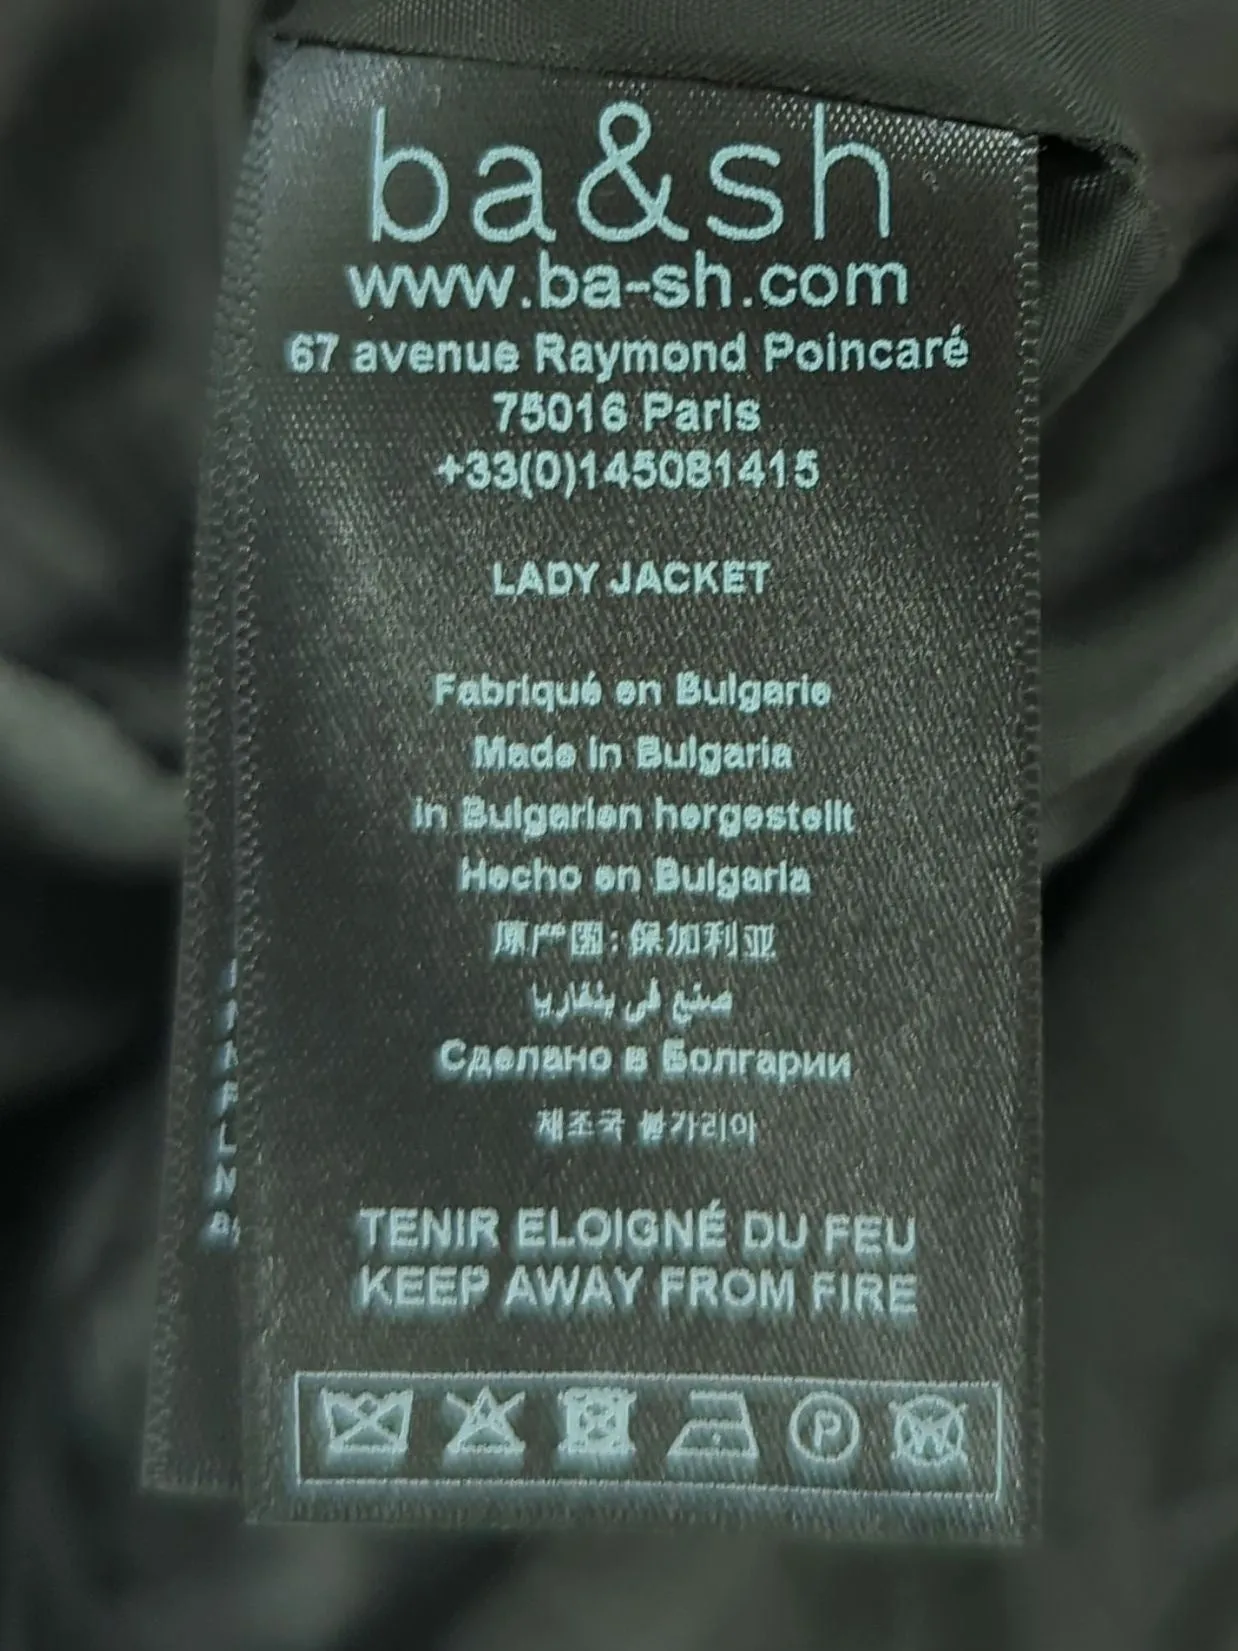 ba&sh
www.ba-sh.com
67 avenue Raymond Poincaré
75016 Paris
+33(0)145081415
LADY JACKET
Fabriqué en Bulgarie
Made in Bulgaria
in Bulgarien hergestellt
Hecho en Bulgaria
原产国: 保加利亚
صنع في بلغاريا
Сделано в Болгарии
제조국 불가리아
TENIR ELOIGNÉ DU FEU
KEEP AWAY FROM FIRE
P W